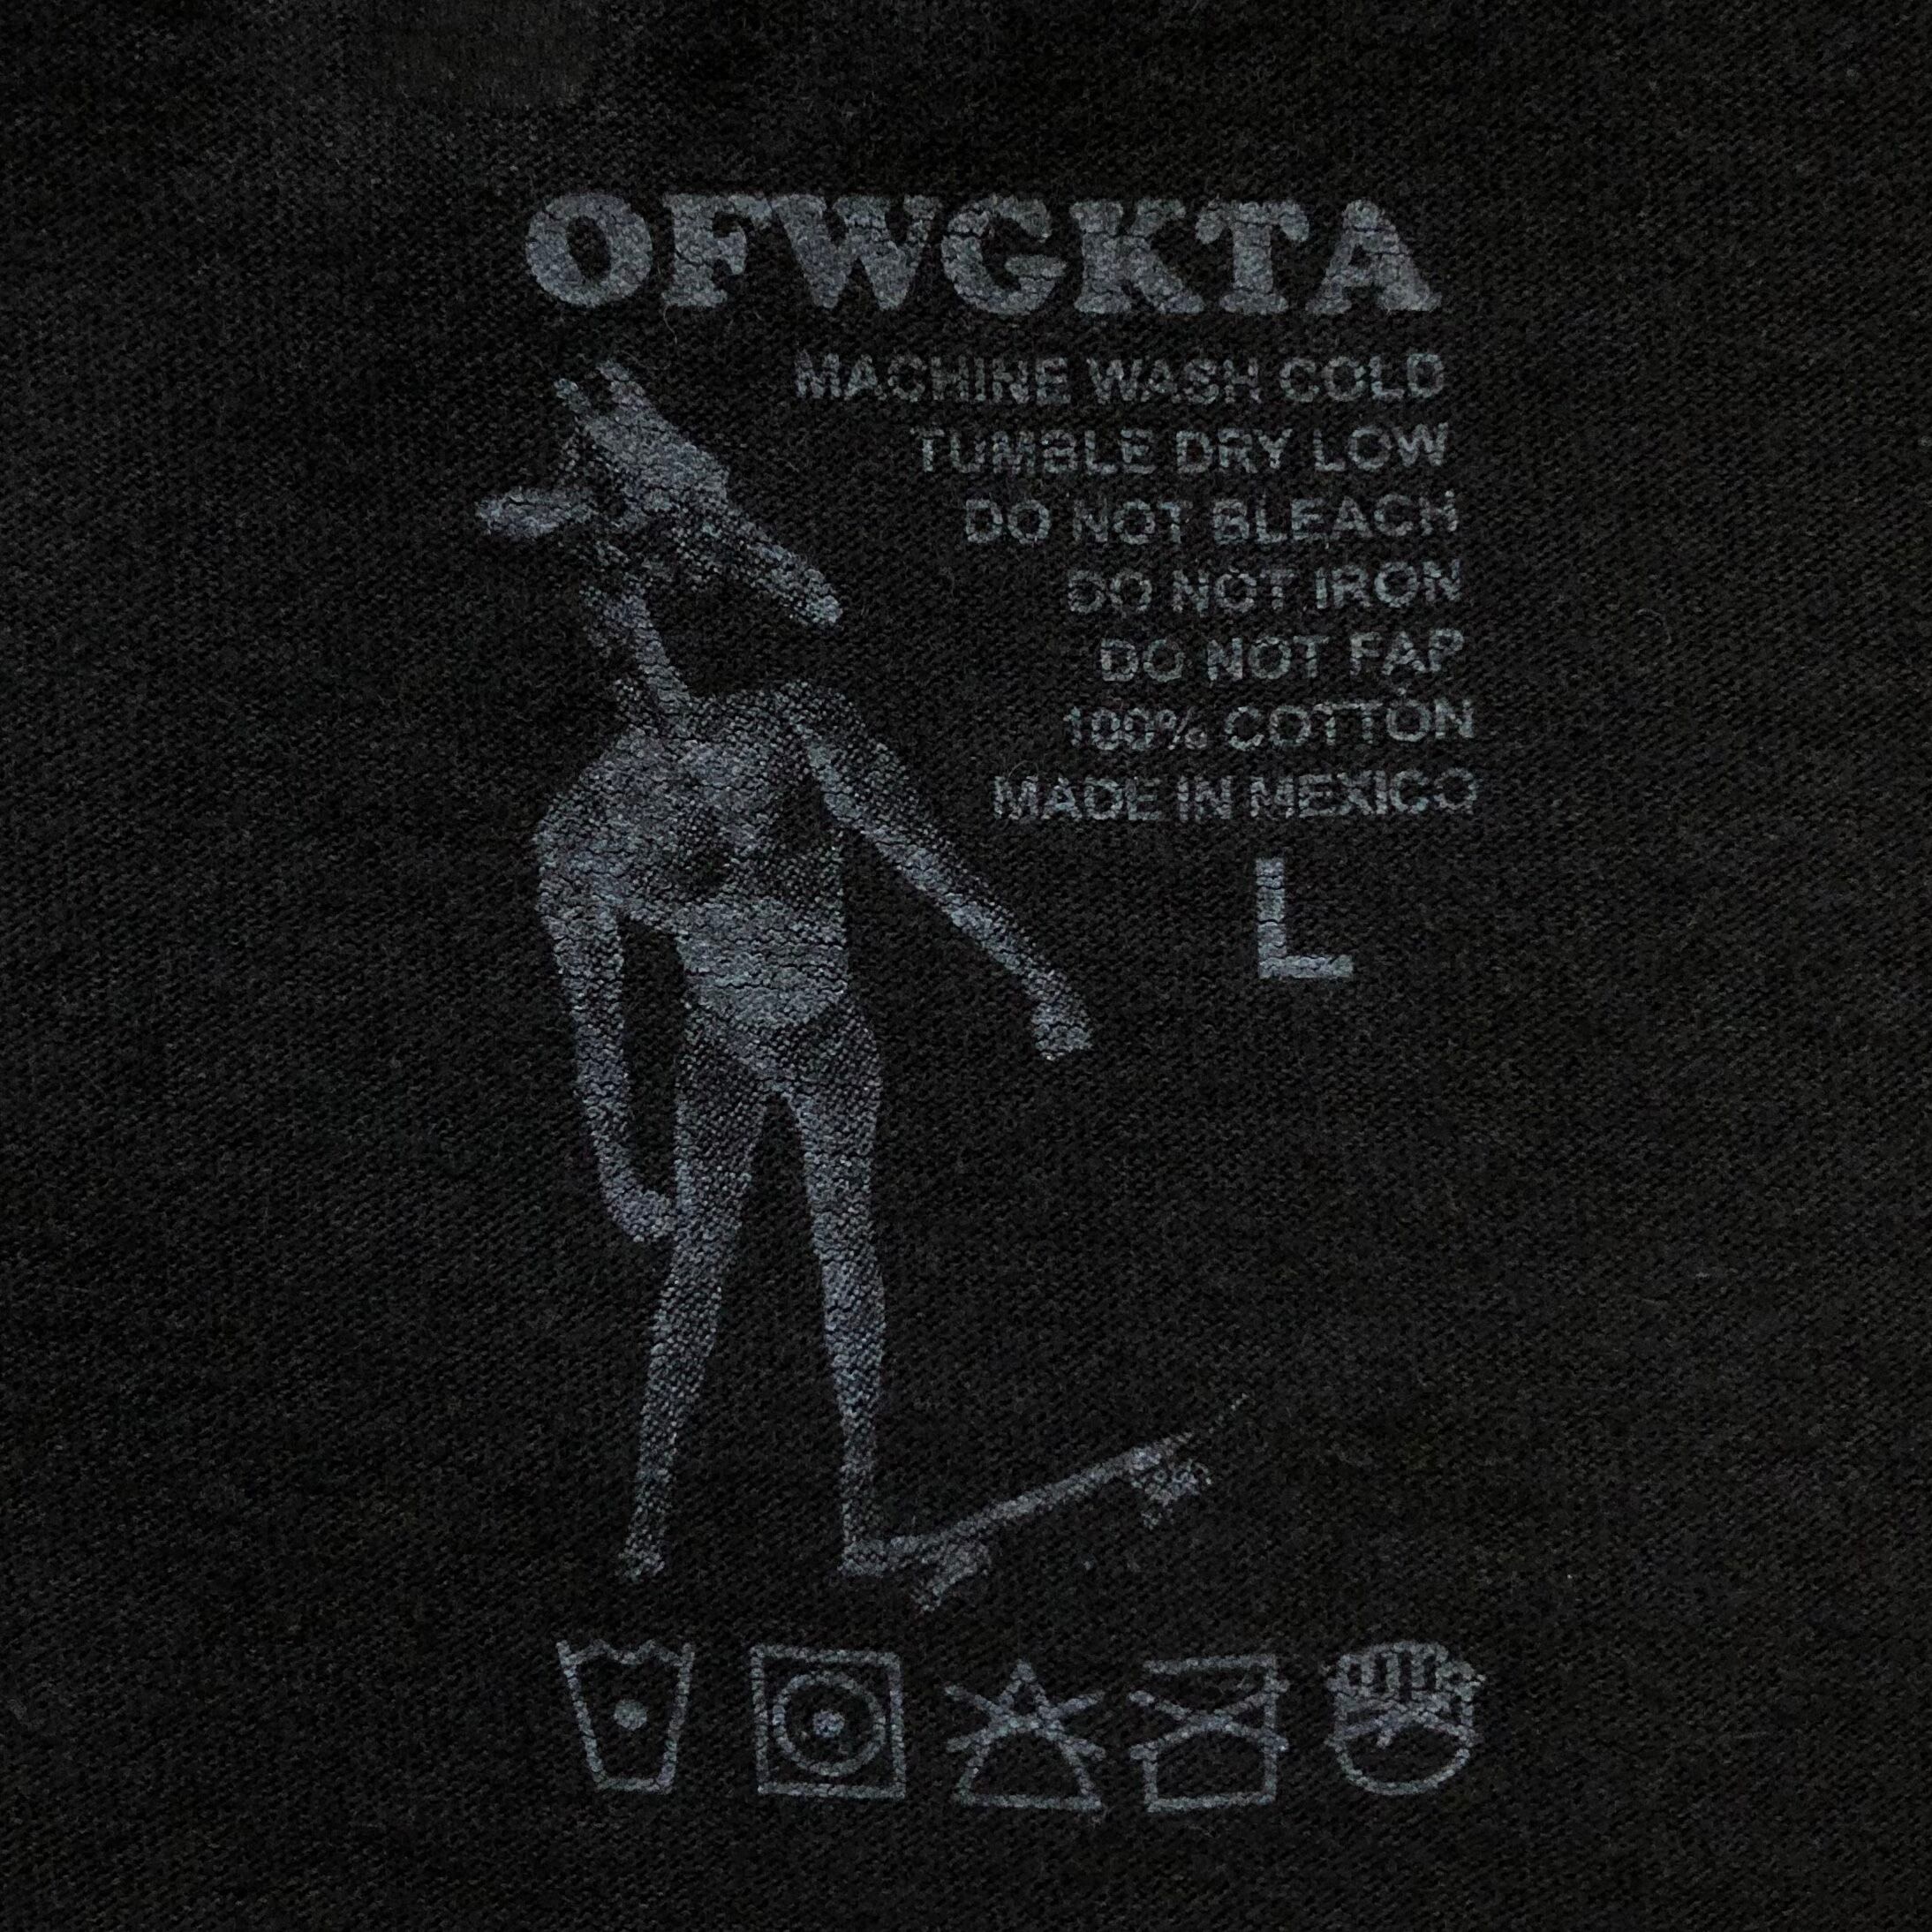 OFWGKTA
MACHINE WASH COLD
TUMBLE DRY LOW
DO NOT BLEACH
DO NOT IRON
DO NOT FAP
100% COTTON
MADE IN MEXICO
L